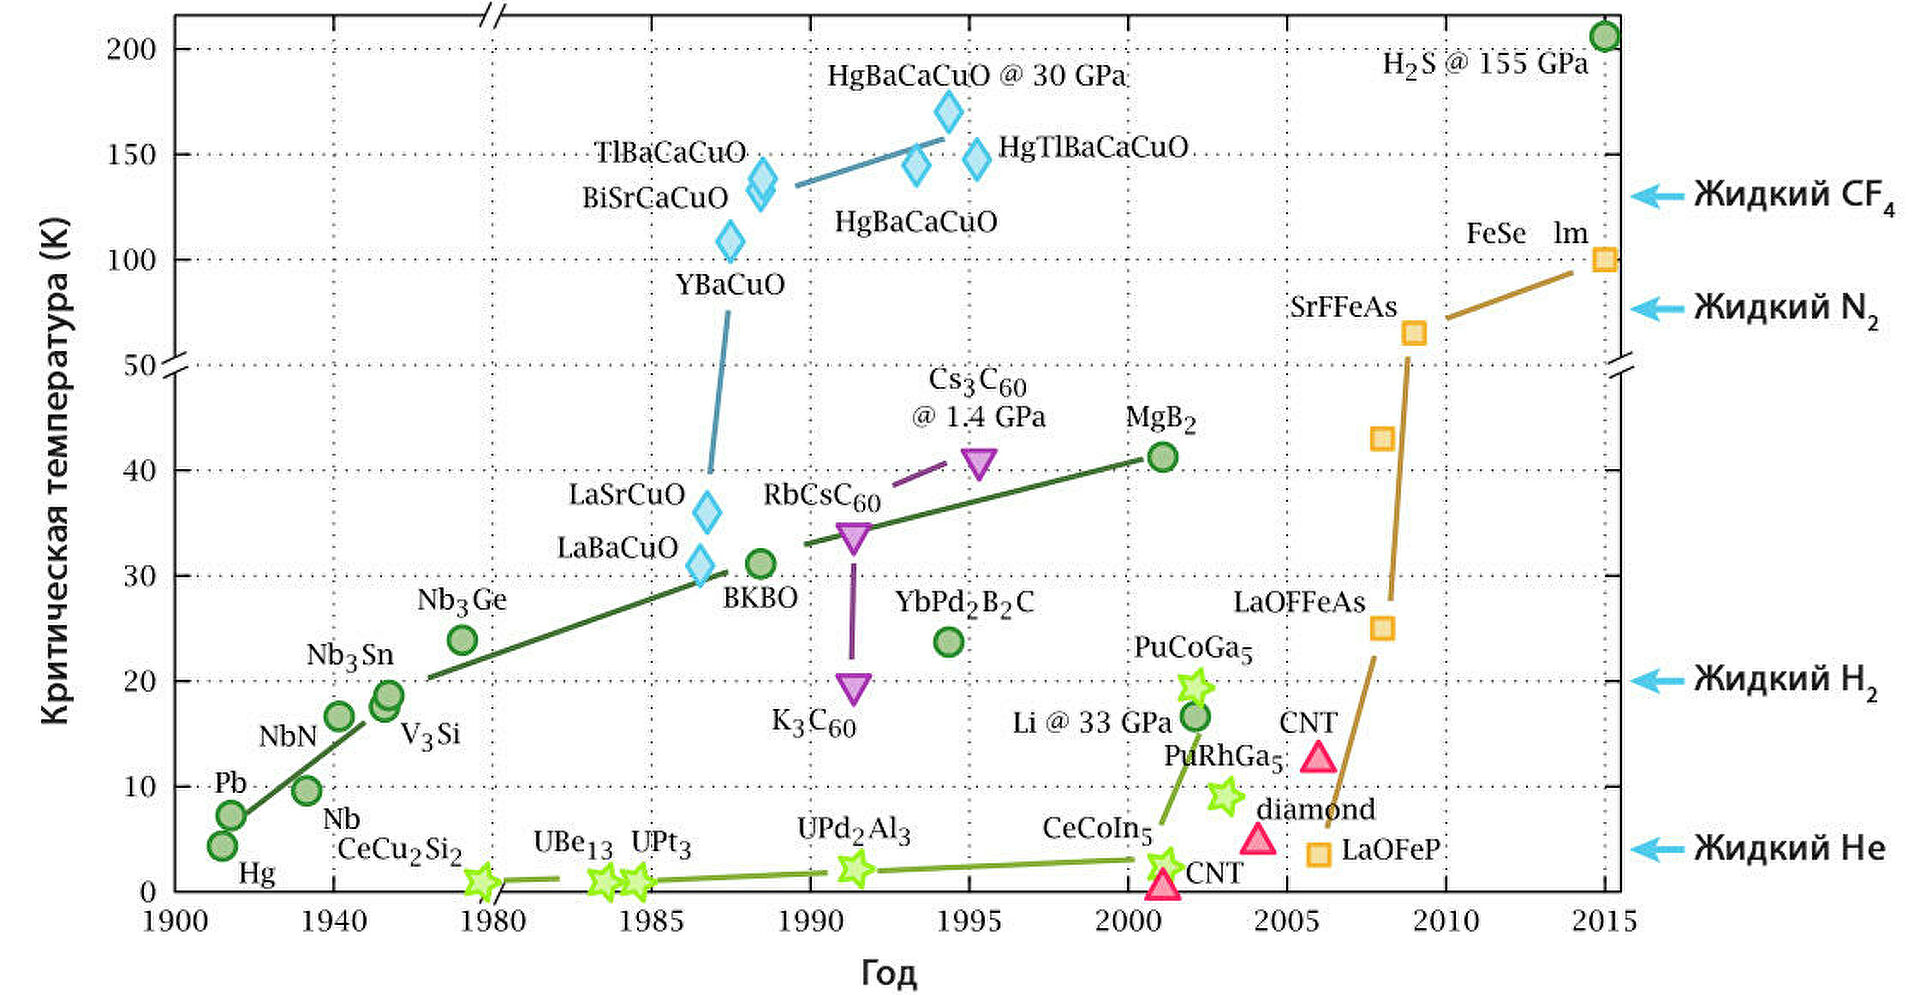 200
H₂S @ 155 GPa
HgBaCaCuO @ 30 GPa
TlBaCaCuO
HgTlBaCaCuO
150
BiSrCaCuO
Жидкий CF₄
HgBaCaCuO
FeSe lm
100
YBaCuO
SrFFeAs
Жидкий N₂
50
Cs₃C₆₀
@ 1.4 GPa
MgB₂
40
LaSrCuO
RbCsC₆₀
LaBaCuO
30
BKBO
Nb₃Ge
YbPd₂B₂C
LaOFFeAs
Nb₃Sn
PuCoGa₅
20
Жидкий H₂
NbN
V₃Si
K₃C₆₀
Li @ 33 GPa
CNT
PuRhGa₅
Pb
10
diamond
Nb
CeCu₂Si₂
UBe₁₃
UPt₃
UPd₂Al₃
CeCoIn₅
LaOFeP
Жидкий He
Hg
CNT
0
1900 1940 1980 1985 1990 1995 2000 2005 2010 2015
Год
Критическая температура (K)